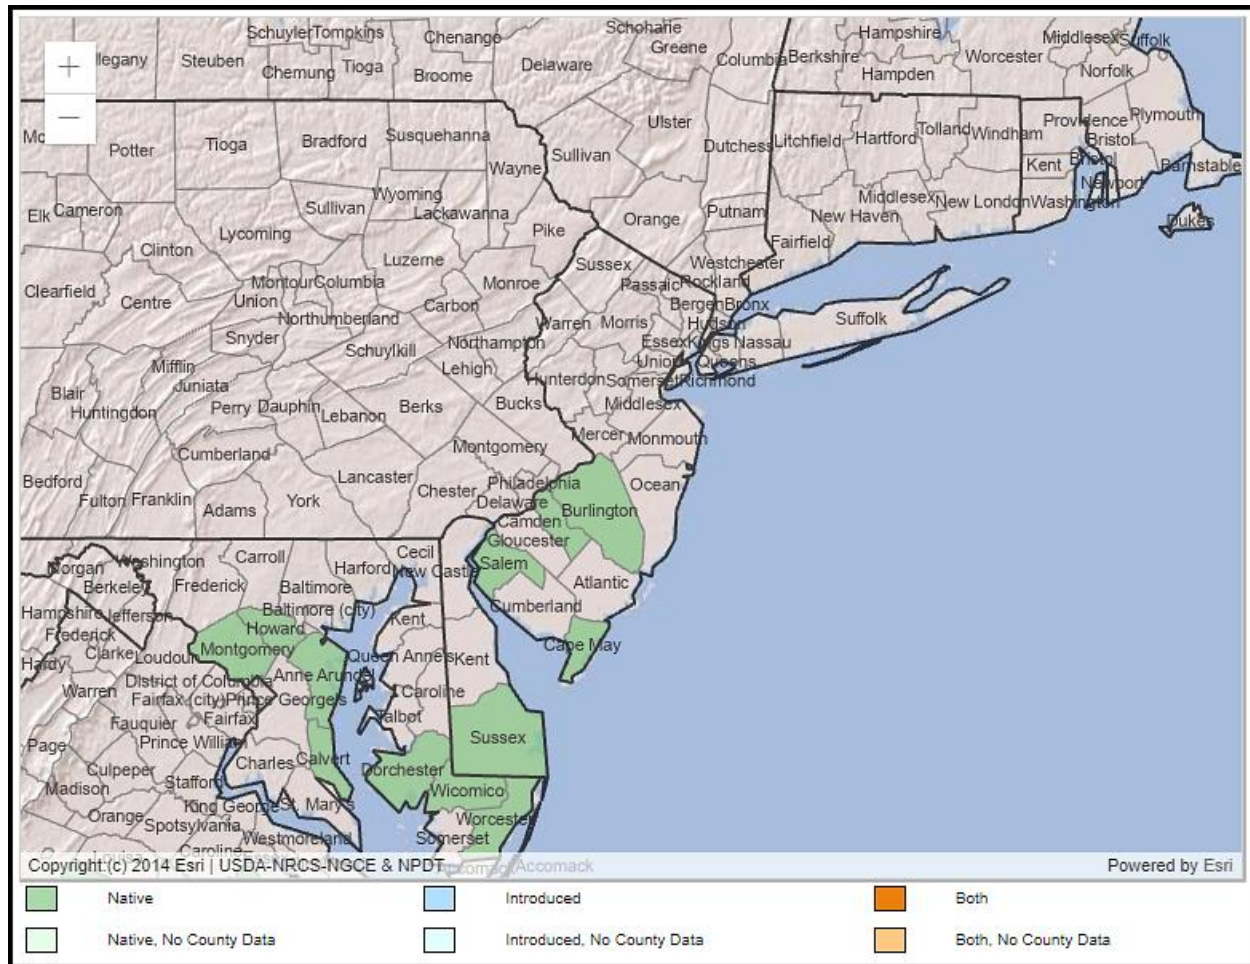 Schuyler Tompkins Chenango Schoharie Hampshire Middlesex Suffolk
+ legany Steuben Chemung Tioga Broome Delaware Greene Columbia Berkshire Hampden Worcester Norfolk
− Mc Potter Tioga Bradford Susquehanna Ulster Dutchess Litchfield Hartford Tolland Windham Providence Plymouth
Wayne Sullivan Kent Bristol Bristol Barnstable
Elk Cameron Sullivan Wyoming Lackawanna Orange Putnam Middlesex New London Washington Newport
Clinton Lycoming Pike New Haven Dukes
Luzerne Sussex Westchester Fairfield
Clearfield Centre Montour Columbia Monroe Passaic Rockland
Union Northumberland Carbon Bergen Bronx
Snyder Schuylkill Northampton Warren Morris Hudson Suffolk
Mifflin Lehigh Essex Kings Nassau
Juniata Union Queens
Blair Huntingdon Perry Dauphin Lebanon Berks Bucks Hunterdon Somerset Richmond
Middlesex
Cumberland Montgomery Mercer Monmouth
Bedford Fulton Franklin Adams York Lancaster Chester Philadelphia Ocean
Delaware Burlington
Camden
Gloucester
Morgan Washington Carroll Cecil Salem Atlantic
Berkeley Frederick Baltimore Harford New Castle
Hampshire Jefferson Baltimore (city) Kent Cumberland
Frederick Howard
Hardy Clarke Loudoun Montgomery Queen Anne's Kent Cape May
Warren District of Columbia Anne Arundel
Fairfax (city) Prince George's Caroline
Fauquier Fairfax Talbot
Page Prince William Sussex
Culpeper Charles Calvert Dorchester
Madison Stafford Wicomico
Orange King George St. Mary's
Spotsylvania Worcester
Caroline Westmoreland Somerset
Louisa Accomack Accomack
Copyright:(c) 2014 Esri | USDA-NRCS-NGCE & NPDT Powered by Esri
Native Introduced Both
Native, No County Data Introduced, No County Data Both, No County Data